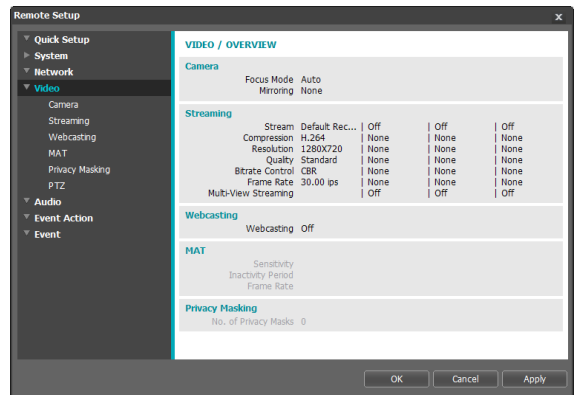 Remote Setup
x
Quick Setup
System
Network
Video
Camera
Streaming
Webcasting
MAT
Privacy Masking
PTZ
Audio
Event Action
Event
VIDEO / OVERVIEW
Camera
Focus Mode Auto
Mirroring None
Streaming
Stream Default Rec... | Off | Off | Off
Compression H.264 | None | None | None
Resolution 1280X720 | None | None | None
Quality Standard | None | None | None
Bitrate Control CBR | None | None | None
Frame Rate 30.00 ips | None | None | None
Multi-View Streaming | Off | Off | Off
Webcasting
Webcasting Off
MAT
Sensitivity
Inactivity Period
Frame Rate
Privacy Masking
No. of Privacy Masks 0
OK Cancel Apply